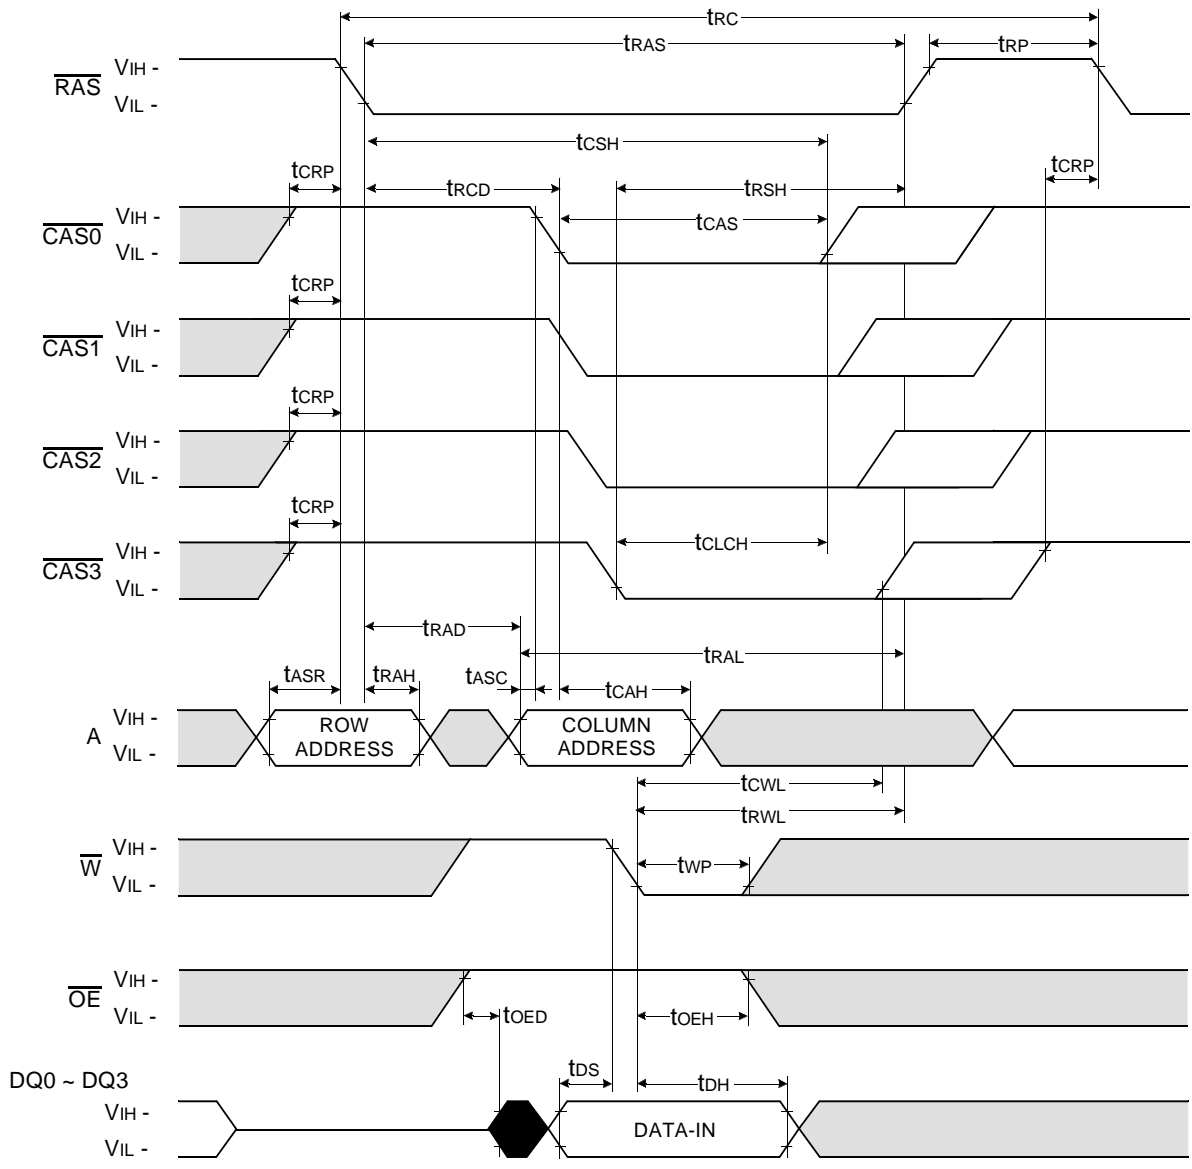 tRC
tRAS
tRP
RAS
VIH -
VIL -
tCSH
tCRP
tRCD
tRSH
tCRP
CAS0
VIH -
VIL -
tCAS
tCRP
CAS1
VIH -
VIL -
tCRP
CAS2
VIH -
VIL -
tCRP
CAS3
VIH -
VIL -
tCLCH
tRAD
tRAL
tASR
tRAH
tASC
tCAH
A
VIH -
VIL -
ROW
ADDRESS
COLUMN
ADDRESS
tCWL
tRWL
W
VIH -
VIL -
tWP
OE
VIH -
VIL -
tOED
tOEH
tDS
tDH
DQ0 ~ DQ3
VIH -
VIL -
DATA-IN